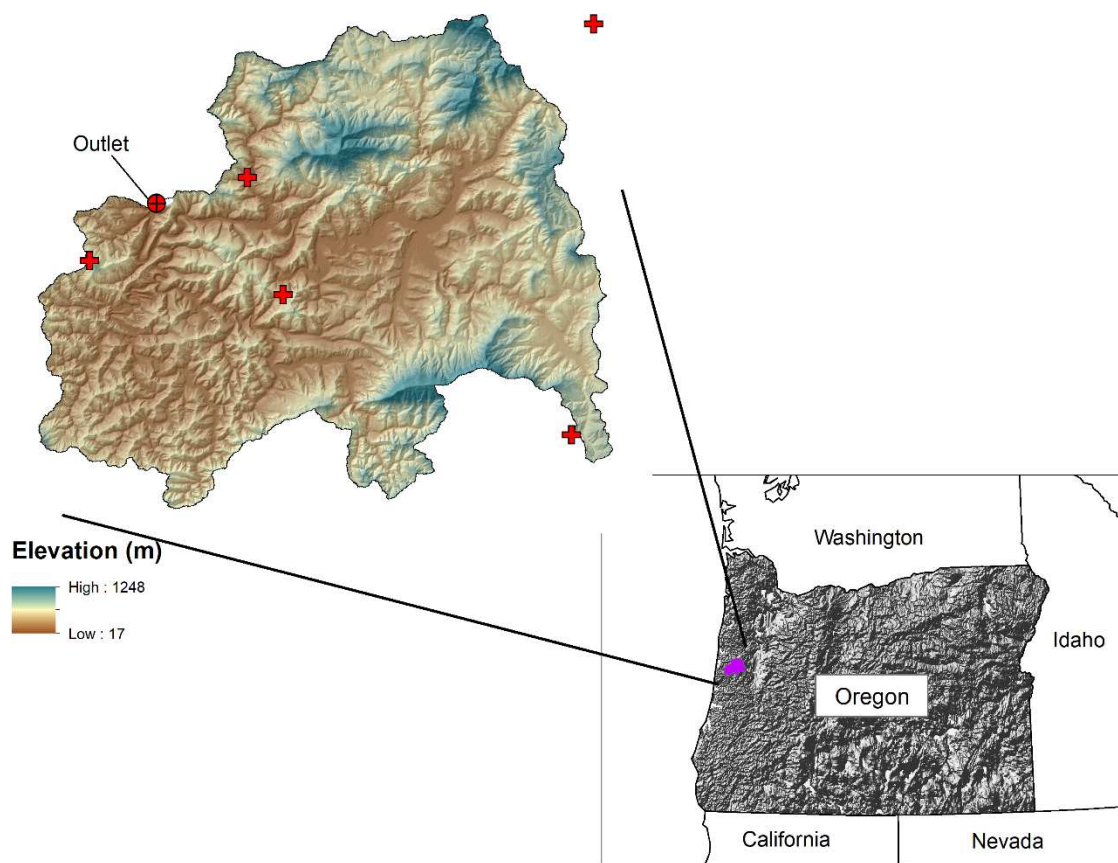 Outlet
Elevation (m)
High : 1248
Low : 17
Washington
Idaho
Oregon
California
Nevada